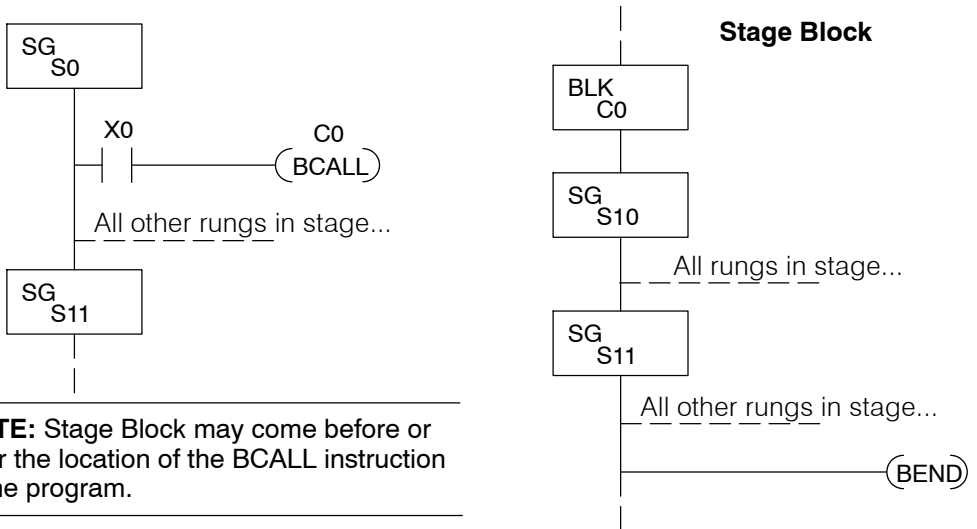 SG
S0
X0
C0
BCALL
All other rungs in stage...
SG
S11
TE: Stage Block may come before or
r the location of the BCALL instruction
ne program.
Stage Block
BLK
C0
SG
S10
All rungs in stage...
SG
S11
All other rungs in stage...
BEND